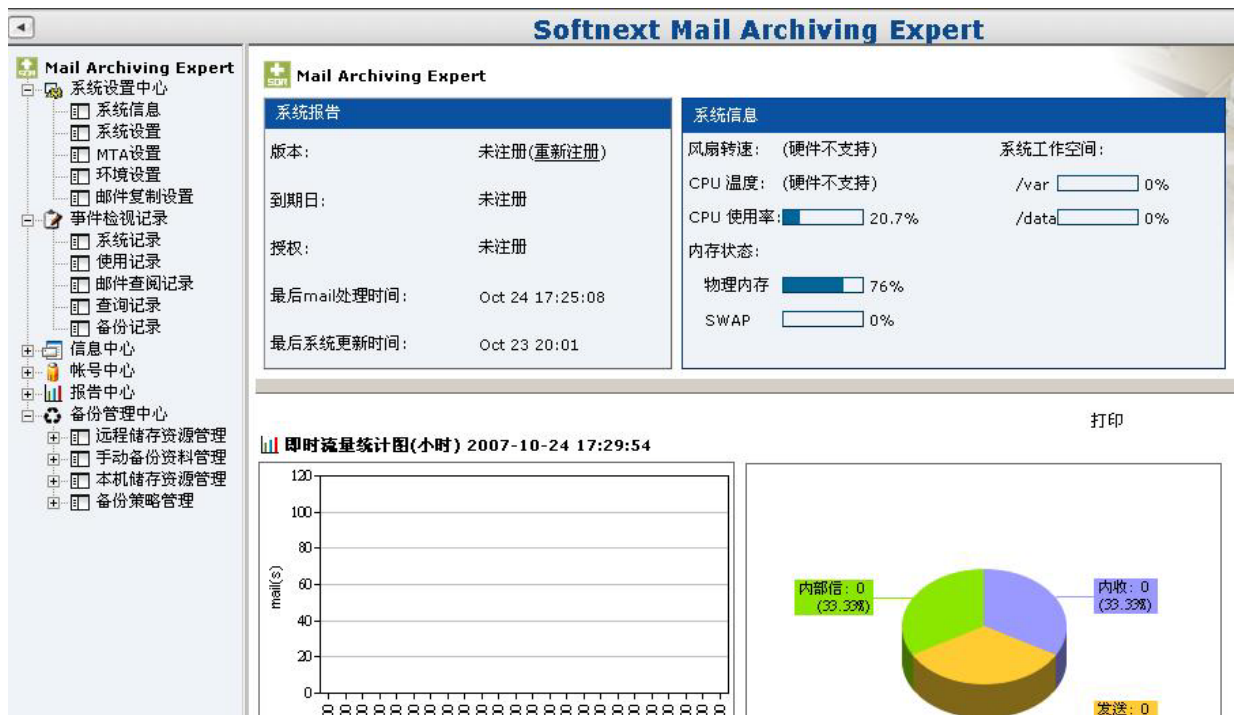 Softnext Mail Archiving Expert
Mail Archiving Expert
系统设置中心
系统信息
系统设置
MTA设置
环境设置
邮件复制设置
事件检视记录
系统记录
使用记录
邮件查阅记录
查询记录
备份记录
信息中心
帐号中心
报告中心
备份管理中心
远程储存资源管理
手动备份资料管理
本机储存资源管理
备份策略管理
Mail Archiving Expert
系统报告
版本: 未注册(重新注册)
到期日: 未注册
授权: 未注册
最后mail处理时间: Oct 24 17:25:08
最后系统更新时间: Oct 23 20:01
系统信息
风扇转速: (硬件不支持)
CPU 温度: (硬件不支持)
CPU 使用率: 20.7%
内存状态:
物理内存 76%
SWAP 0%
系统工作空间:
/var 0%
/data 0%
打印
即时流量统计图(小时) 2007-10-24 17:29:54
mail(s)
120
100
80
60
40
20
0
内部信: 0
(33.33%)
内收: 0
(33.33%)
发送: 0